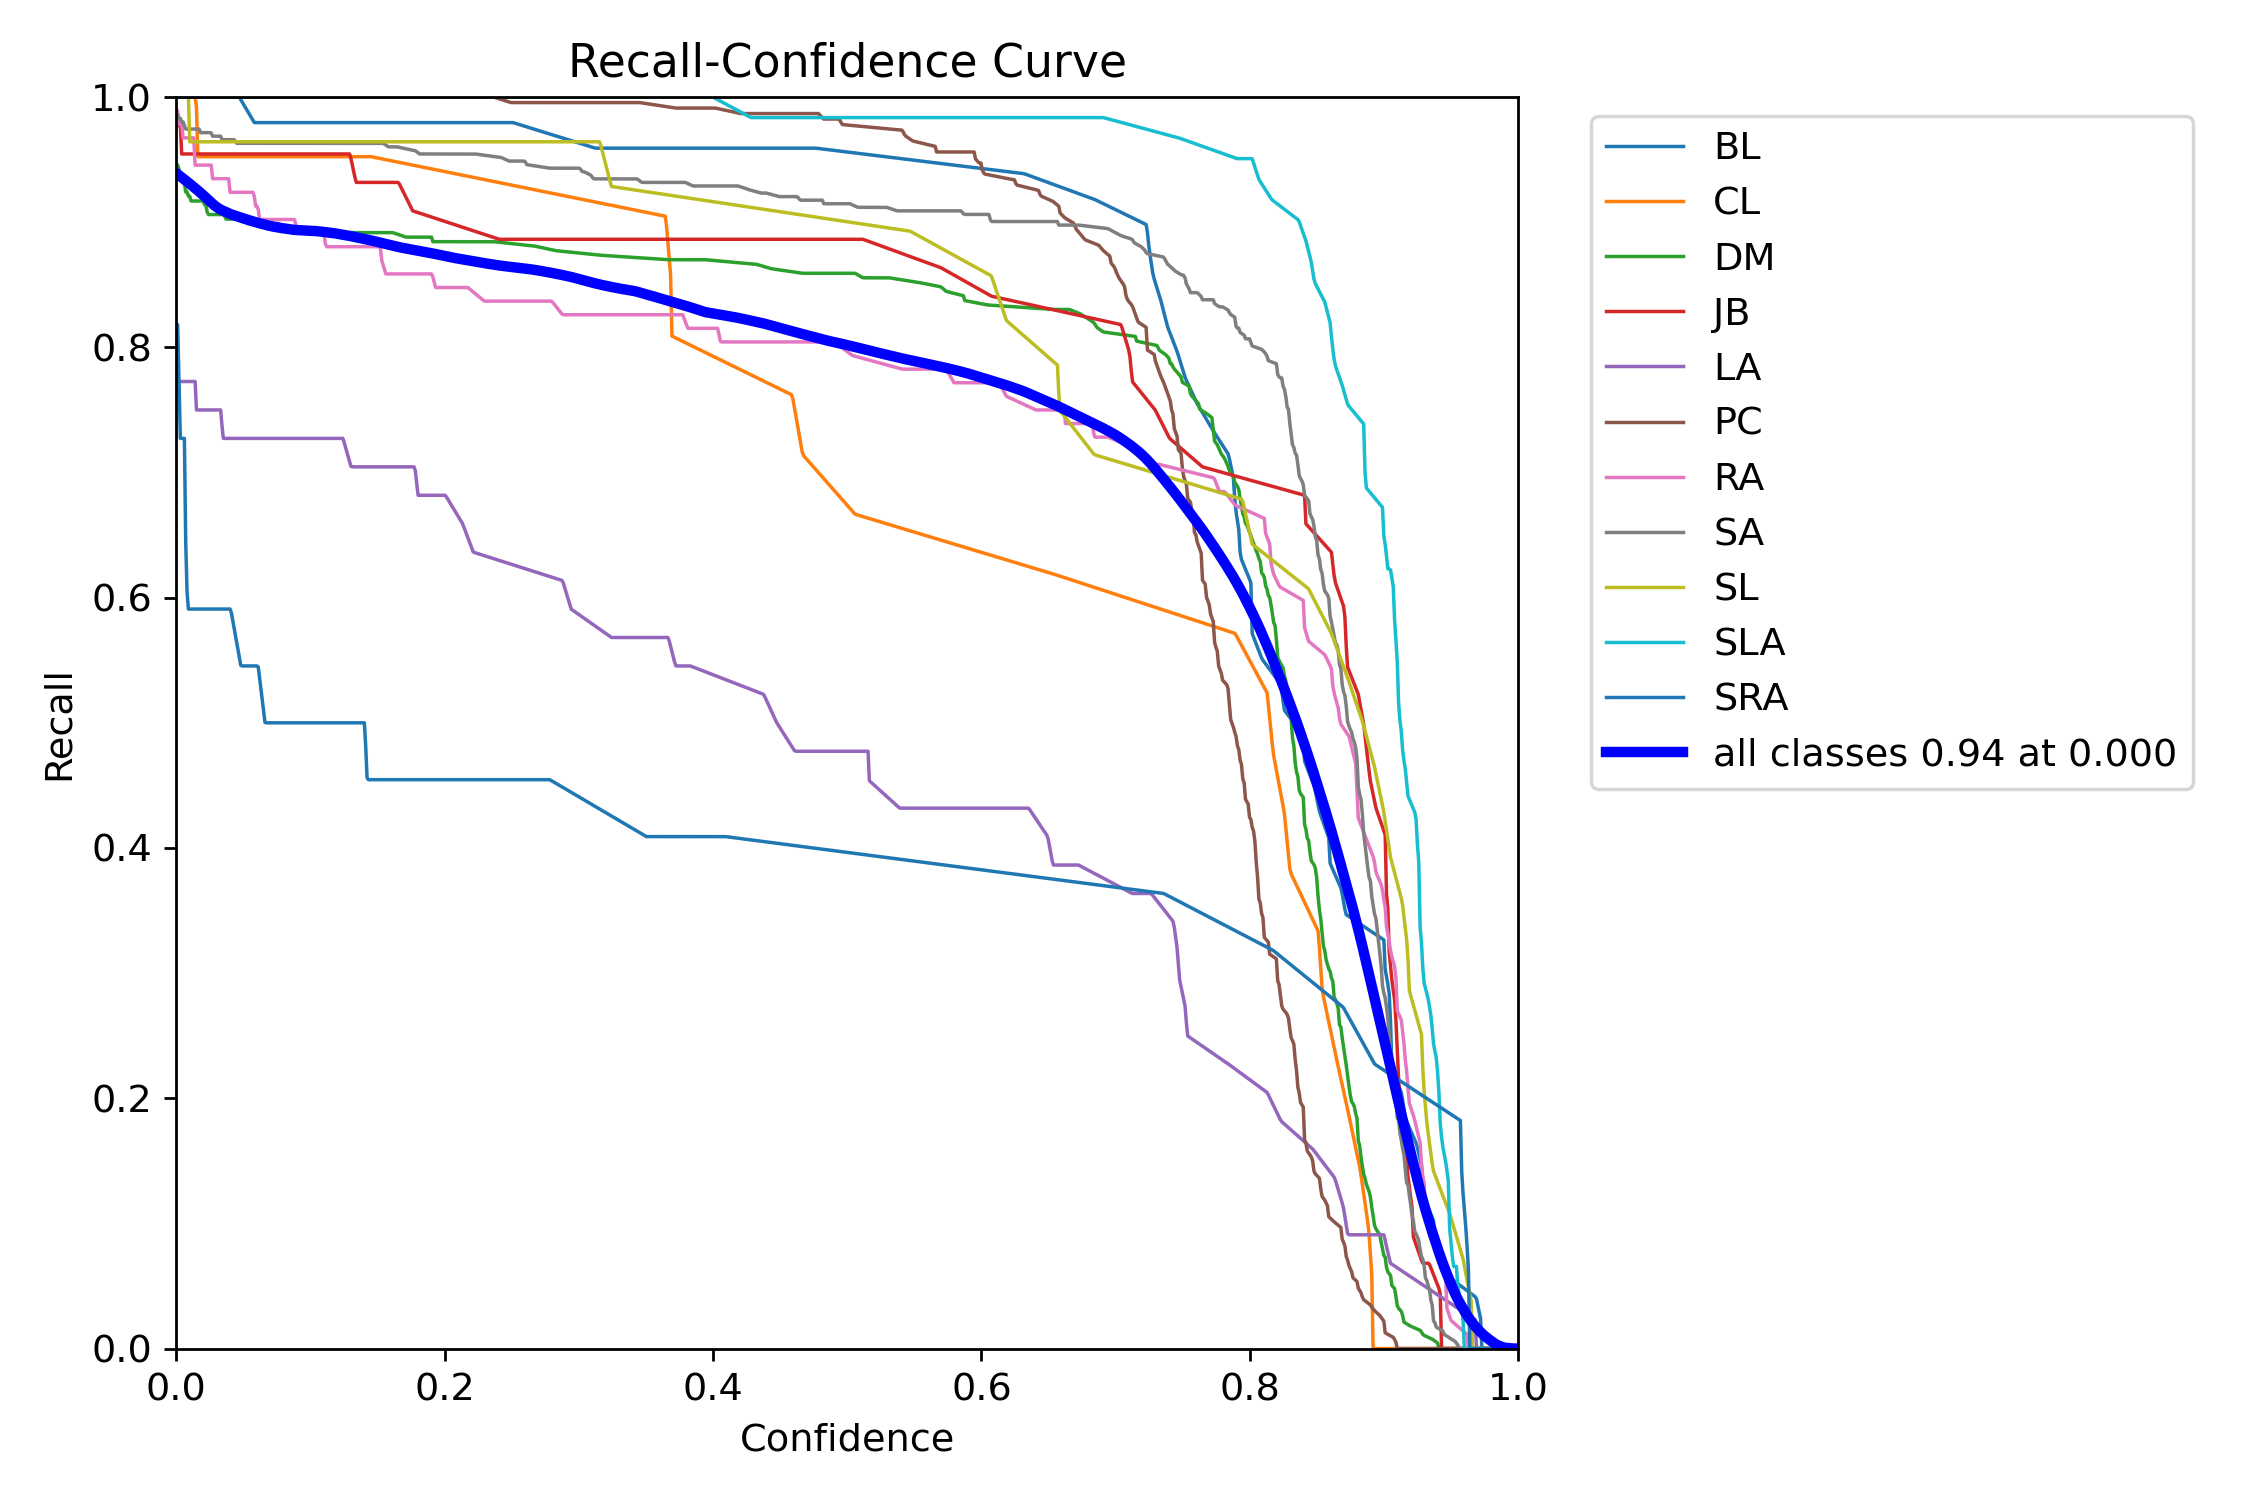 Recall-Confidence Curve
1.0
0.8
0.6
0.4
0.2
0.0
Recall
0.0 0.2 0.4 0.6 0.8 1.0
Confidence
BL
CL
DM
JB
LA
PC
RA
SA
SL
SLA
SRA
all classes 0.94 at 0.000